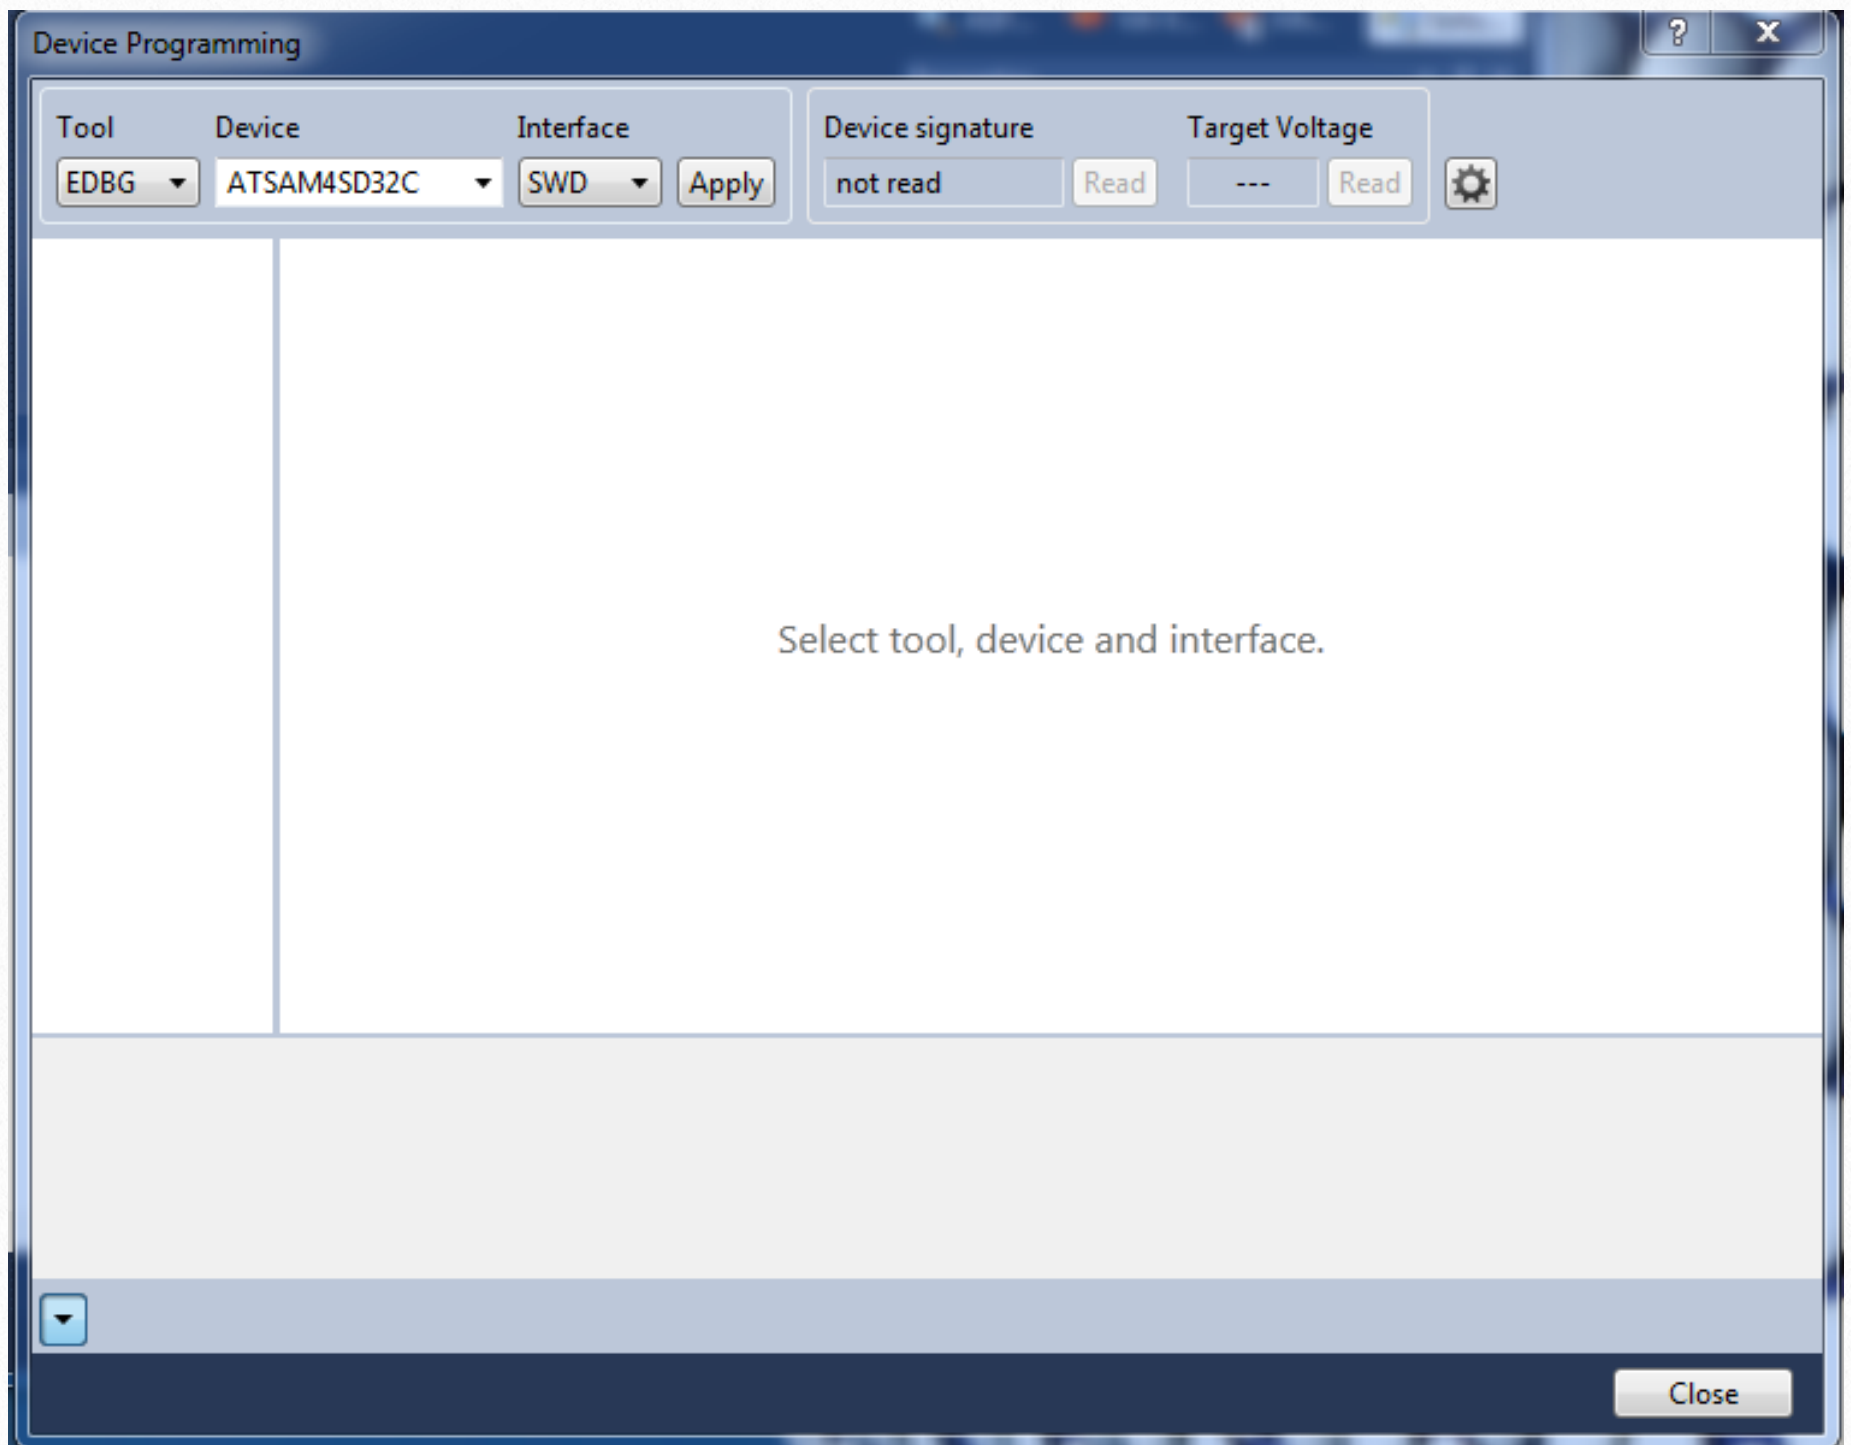 Device Programming
? X
Tool Device Interface Device signature Target Voltage
EDBG ATSAM4SD32C SWD Apply not read Read --- Read
Select tool, device and interface.
Close